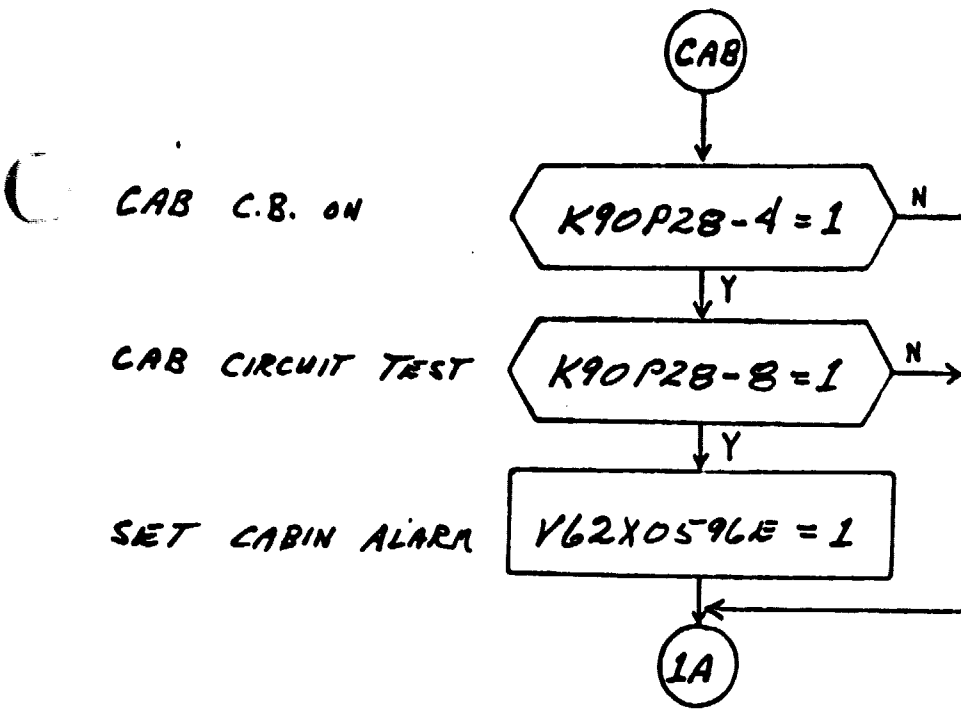 CAB
CAB C.B. ON K90P28-4=1 N
Y
CAB CIRCUIT TEST K90P28-8=1 N
Y
SET CABIN ALARM V62X0596E=1
1A